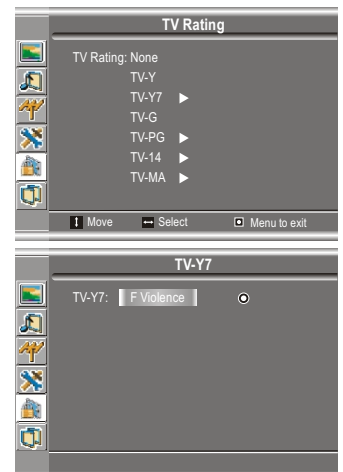 TV Rating
TV Rating: None
TV-Y
TV-Y7
TV-G
TV-PG
TV-14
TV-MA
Move Select Menu to exit
TV-Y7
TV-Y7: F Violence